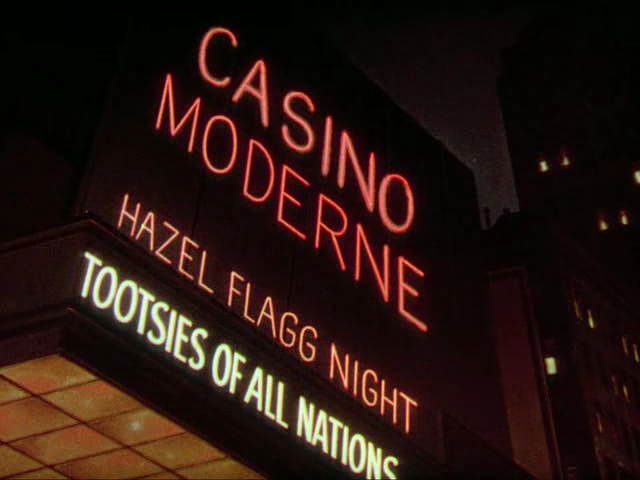 CASINO
MODERNE
HAZEL FLAGG NIGHT
TOOTSIES OF ALL NATIONS